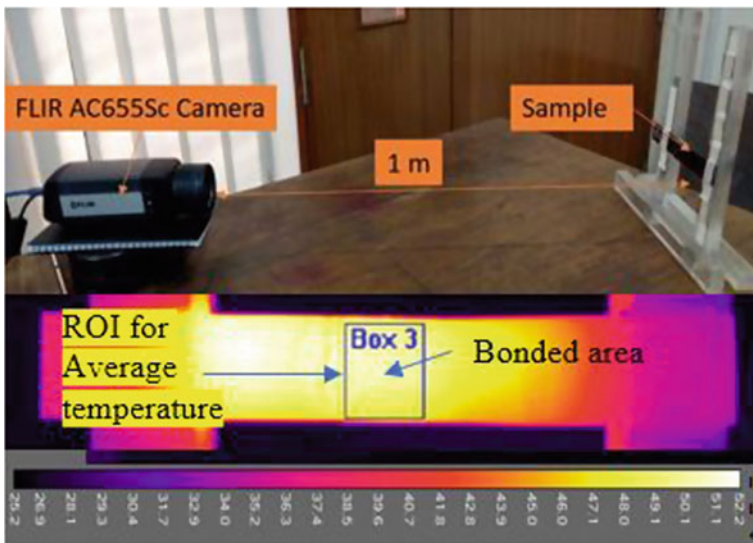 FLIR AC655Sc Camera
Sample
1 m
FLIR
ROI for
Average
temperature
Box 3
Bonded area
25.2 26.9 28.1 29.3 30.4 31.7 32.9 34.0 35.2 36.3 37.4 38.5 39.6 40.7 41.8 42.8 43.9 45.0 46.0 47.1 48.0 49.1 50.1 51.1 52.2